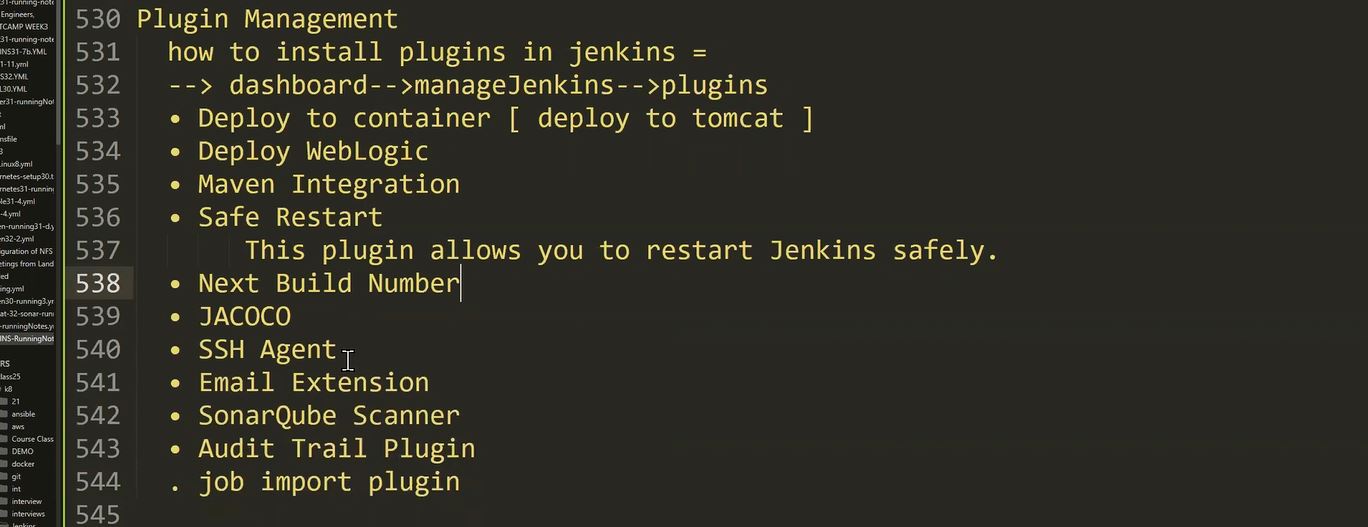 31-running-note
Engineers,
TCAMP WEEK3
31-running-note
INS31-7b.YML
1-11.yml
S32.YML
L30.YML
er31-runningNot
ml
nsfile
3
inux8.yml
rnetes-setup30.t
rnetes31-runnin
le31-4.yml
-4.yml
n-running31-d.y
n32-2.yml
guration of NFS
etings from Land
red
ing.yml
n30-running3.yr
at-32-sonar-run
-runningNotes.y
INS-RunningNot
RS
lass25
k8
21
ansible
aws
Course Class
DEMO
docker
git
int
interview
interviews
Jenkins
530 Plugin Management
531 how to install plugins in jenkins =
532 --> dashboard-->manageJenkins-->plugins
533 • Deploy to container [ deploy to tomcat ]
534 • Deploy WebLogic
535 • Maven Integration
536 • Safe Restart
537 This plugin allows you to restart Jenkins safely.
538 • Next Build Number
539 • JACOCO
540 • SSH Agent
541 • Email Extension
542 • SonarQube Scanner
543 • Audit Trail Plugin
544 . job import plugin
545